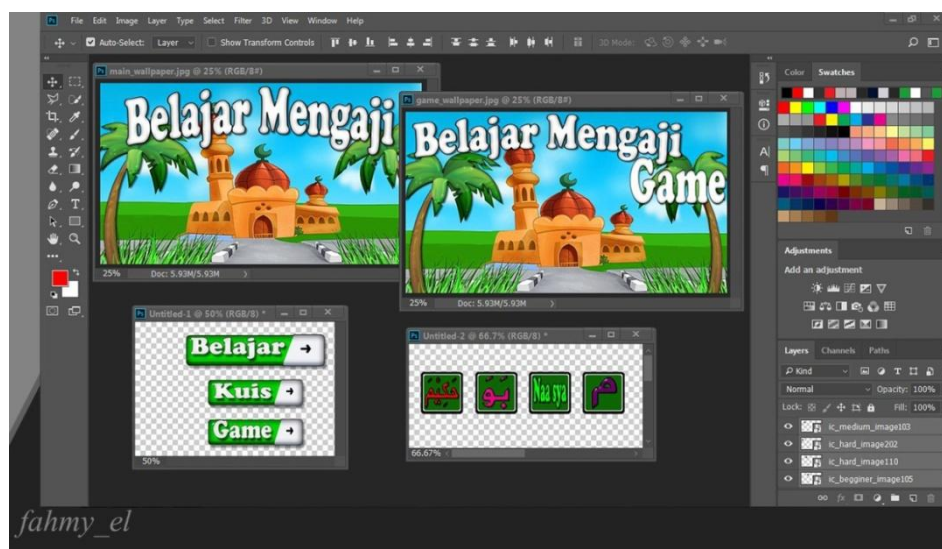 Ps File Edit Image Layer Type Select Filter 3D View Window Help
Auto-Select: Layer Show Transform Controls 3D Mode:
main_wallpaper.jpg @ 25% (RGB/8#)
Belajar Mengaji
25% Doc: 5.93M/5.93M
game_wallpaper.jpg @ 25% (RGB/8#)
Belajar Mengaji
Game
25% Doc: 5.93M/5.93M
Untitled-1 @ 50% (RGB/8) *
Belajar
Kuis
Game
50%
Untitled-2 @ 66.7% (RGB/8) *
Naa sya
م
66.67%
Color Swatches
Adjustments
Add an adjustment
Layers Channels Paths
Kind
Normal Opacity: 100%
Lock: Fill: 100%
ic_medium_image103
ic_hard_image202
ic_hard_image110
ic_begginer_image105
fahmy_el